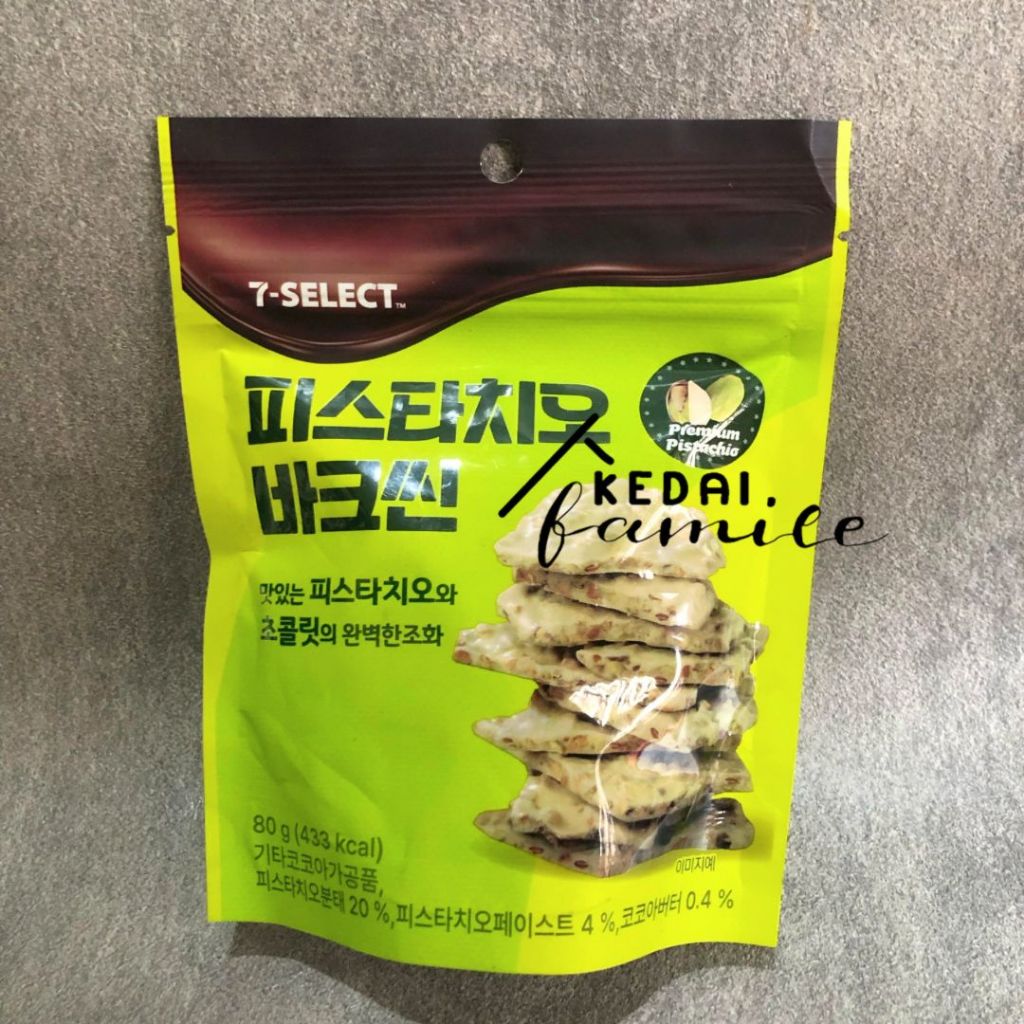 7-SELECT™
피스타치오
바크씬
Premium
Pistachio
KEDAI.
famille
맛있는 피스타치오와
초콜릿의 완벽한조화
80 g (433 kcal)
기타코코아가공품,
피스타치오분태 20 %,피스타치오페이스트 4 %,코코아버터 0.4 %
이미지예